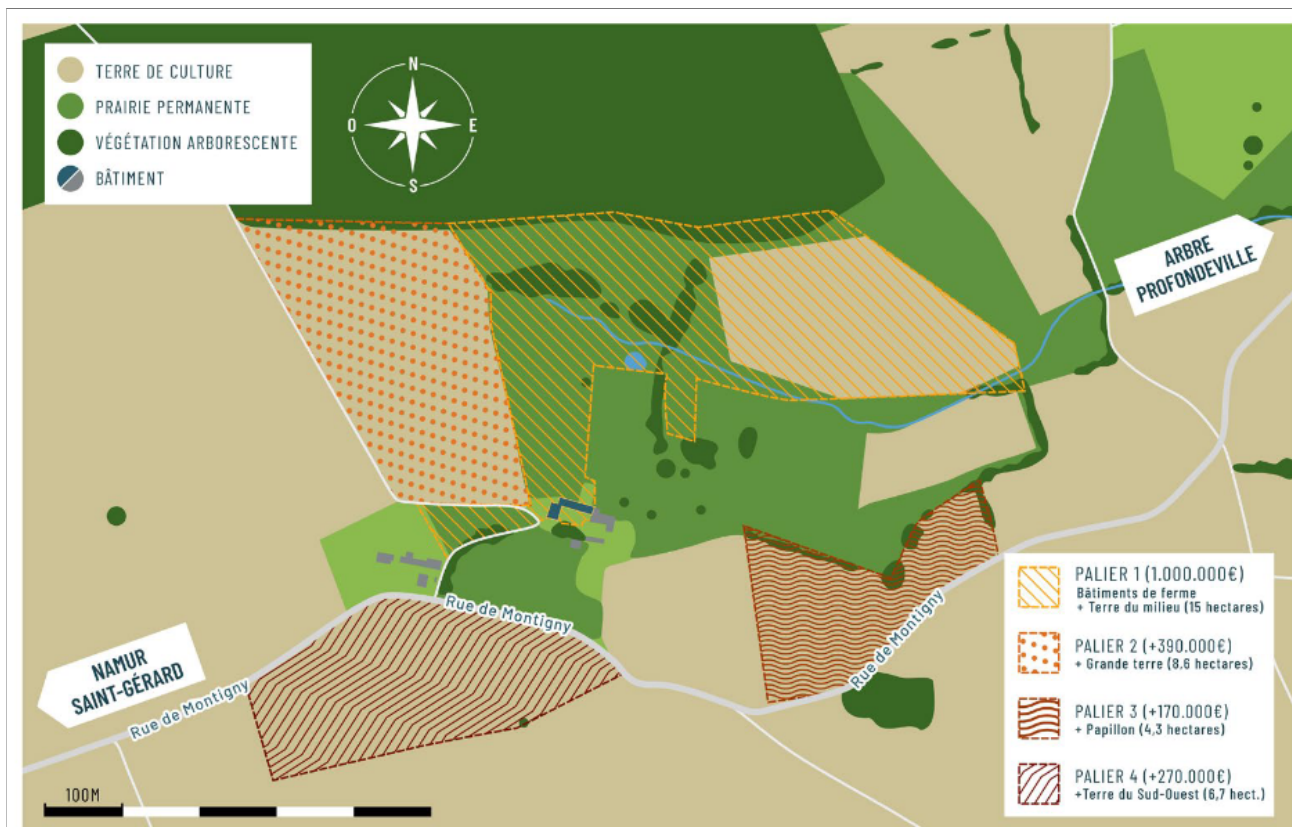 TERRE DE CULTURE
PRAIRIE PERMANENTE
VÉGÉTATION ARBORESCENTE
BÂTIMENT
N
O
E
S
ARBRE
PROFONDEVILLE
Rue de Montigny
Rue de Montigny
Rue de Montigny
NAMUR
SAINT-GÉRARD
100M
PALIER 1 (1.000.000€)
Bâtiments de ferme
+ Terre du milieu (15 hectares)
PALIER 2 (+390.000€)
+ Grande terre (8,6 hectares)
PALIER 3 (+170.000€)
+ Papillon (4,3 hectares)
PALIER 4 (+270.000€)
+Terre du Sud-Ouest (6,7 hect.)